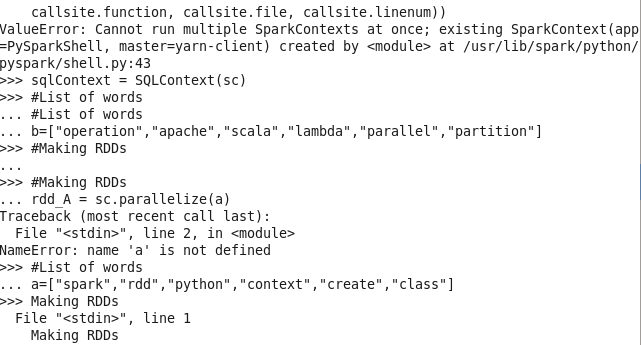 callsite.function, callsite.file, callsite.linenum))
ValueError: Cannot run multiple SparkContexts at once; existing SparkContext(app
=PySparkShell, master=yarn-client) created by <module> at /usr/lib/spark/python/
pyspark/shell.py:43
>>> sqlContext = SQLContext(sc)
>>> #List of words
... #List of words
... b=["operation","apache","scala","lambda","parallel","partition"]
>>> #Making RDDs
...
>>> #Making RDDs
... rdd_A = sc.parallelize(a)
Traceback (most recent call last):
  File "<stdin>", line 2, in <module>
NameError: name 'a' is not defined
>>> #List of words
... a=["spark","rdd","python","context","create","class"]
>>> Making RDDs
  File "<stdin>", line 1
    Making RDDs